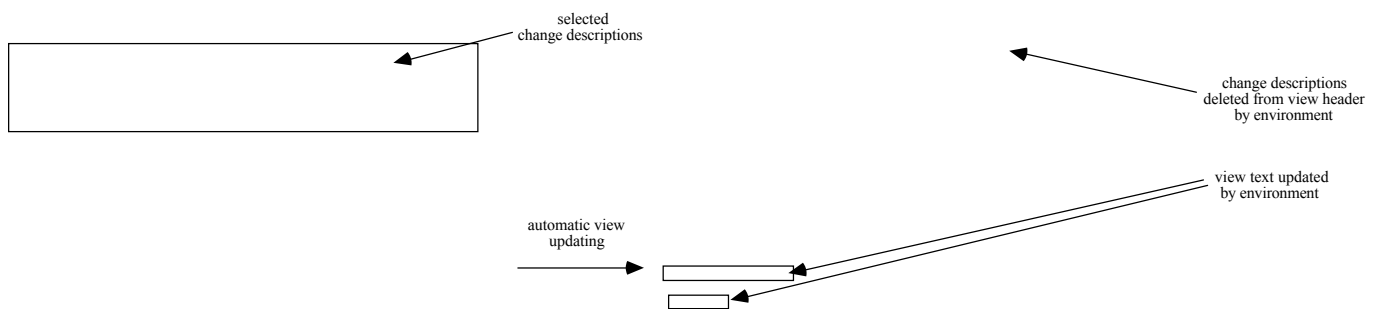 selected
change descriptions
change descriptions
deleted from view header
by environment
view text updated
by environment
automatic view
updating